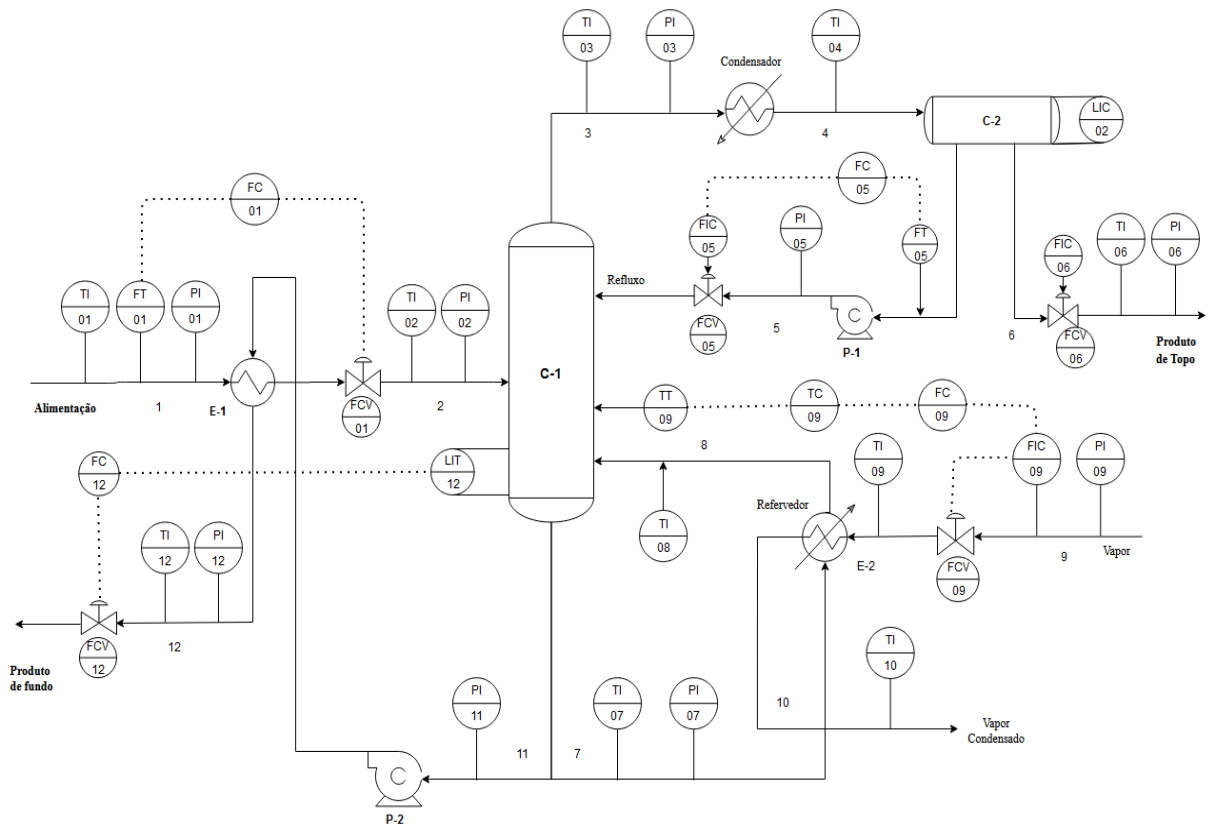 TI
03
PI
03
TI
04
Condensador
3
4
C-2
LIC
02
FC
01
FC
05
FIC
05
PI
05
FT
05
FIC
06
TI
06
PI
06
TI
01
FT
01
PI
01
TI
02
PI
02
Refluxo
C
5
FCV
05
P-1
6
FCV
06
Produto
de Topo
Alimentação
1
E-1
FCV
01
2
C-1
TT
09
TC
09
FC
09
8
FC
12
LIT
12
TI
09
FIC
09
PI
09
Refervedor
TI
08
E-2
FCV
09
9
Vapor
TI
12
PI
12
FCV
12
12
Produto
de fundo
TI
10
PI
11
TI
07
PI
07
10
Vapor
Condensado
11
7
C
P-2